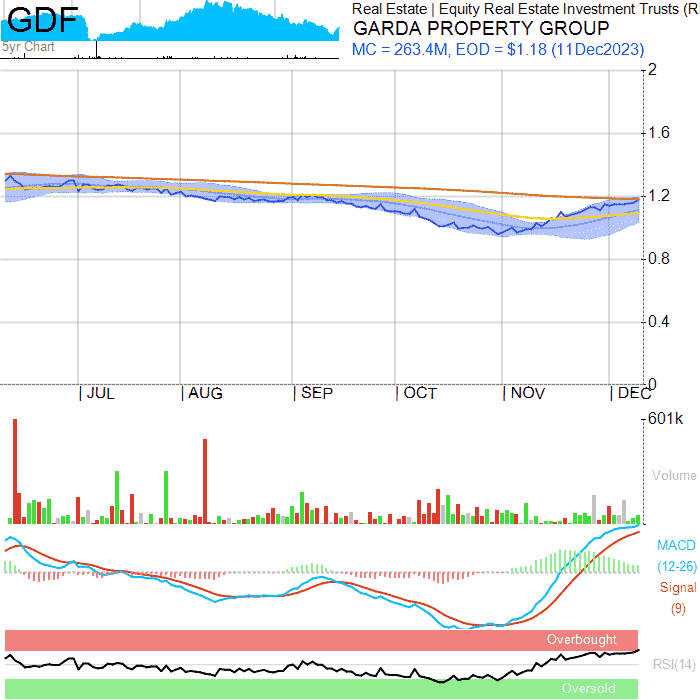 GDF
5yr Chart
Real Estate | Equity Real Estate Investment Trusts (R
GARDA PROPERTY GROUP
MC = 263.4M, EOD = $1.18 (11Dec2023)
2
1.6
1.2
0.8
0.4
0
| JUL | AUG | SEP | OCT | NOV | DEC
601k
Volume
MACD
(12-26)
Signal
(9)
Overbought
RSI(14)
Oversold